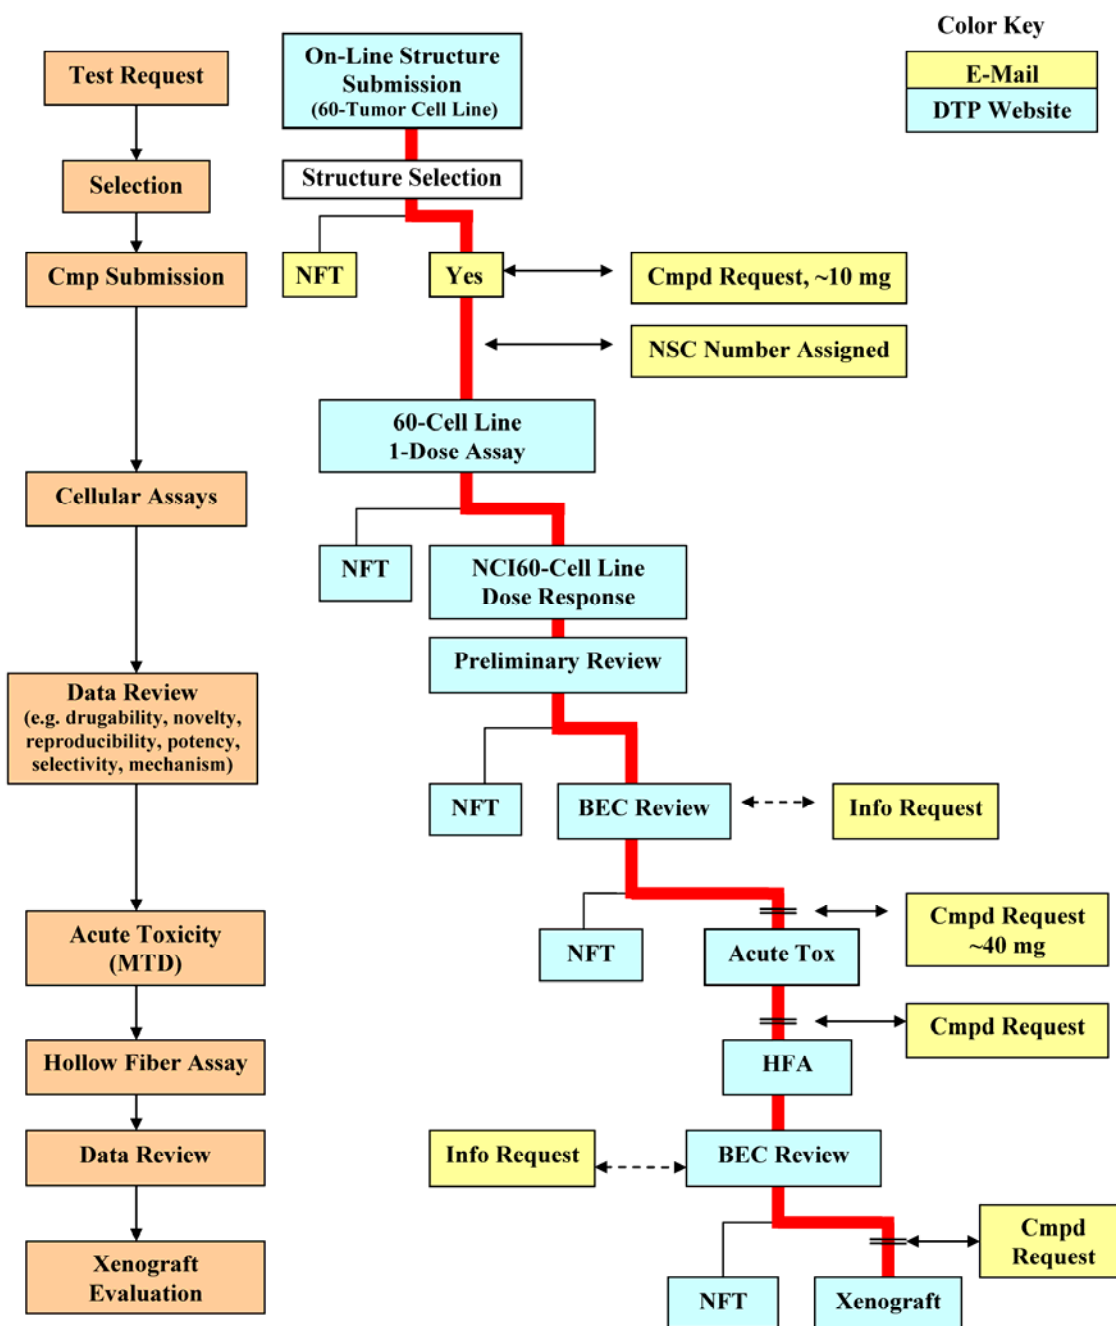 Color Key
E-Mail
DTP Website
Test Request
Selection
Cmp Submission
Cellular Assays
Data Review
(e.g. drugability, novelty,
reproducibility, potency,
selectivity, mechanism)
Acute Toxicity
(MTD)
Hollow Fiber Assay
Data Review
Xenograft
Evaluation
On-Line Structure
Submission
(60-Tumor Cell Line)
Structure Selection
NFT
Yes
Cmpd Request, ~10 mg
NSC Number Assigned
60-Cell Line
1-Dose Assay
NFT
NCI60-Cell Line
Dose Response
Preliminary Review
NFT
BEC Review
Info Request
NFT
Acute Tox
Cmpd Request
~40 mg
Cmpd Request
HFA
Info Request
BEC Review
Cmpd
Request
NFT
Xenograft